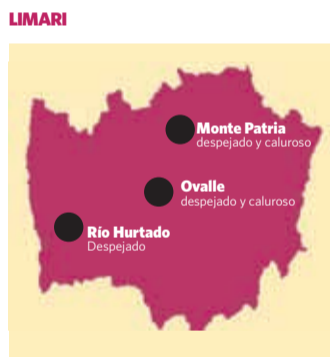 LIMARI
Monte Patria
despejado y caluroso
Ovalle
despejado y caluroso
Río Hurtado
Despejado